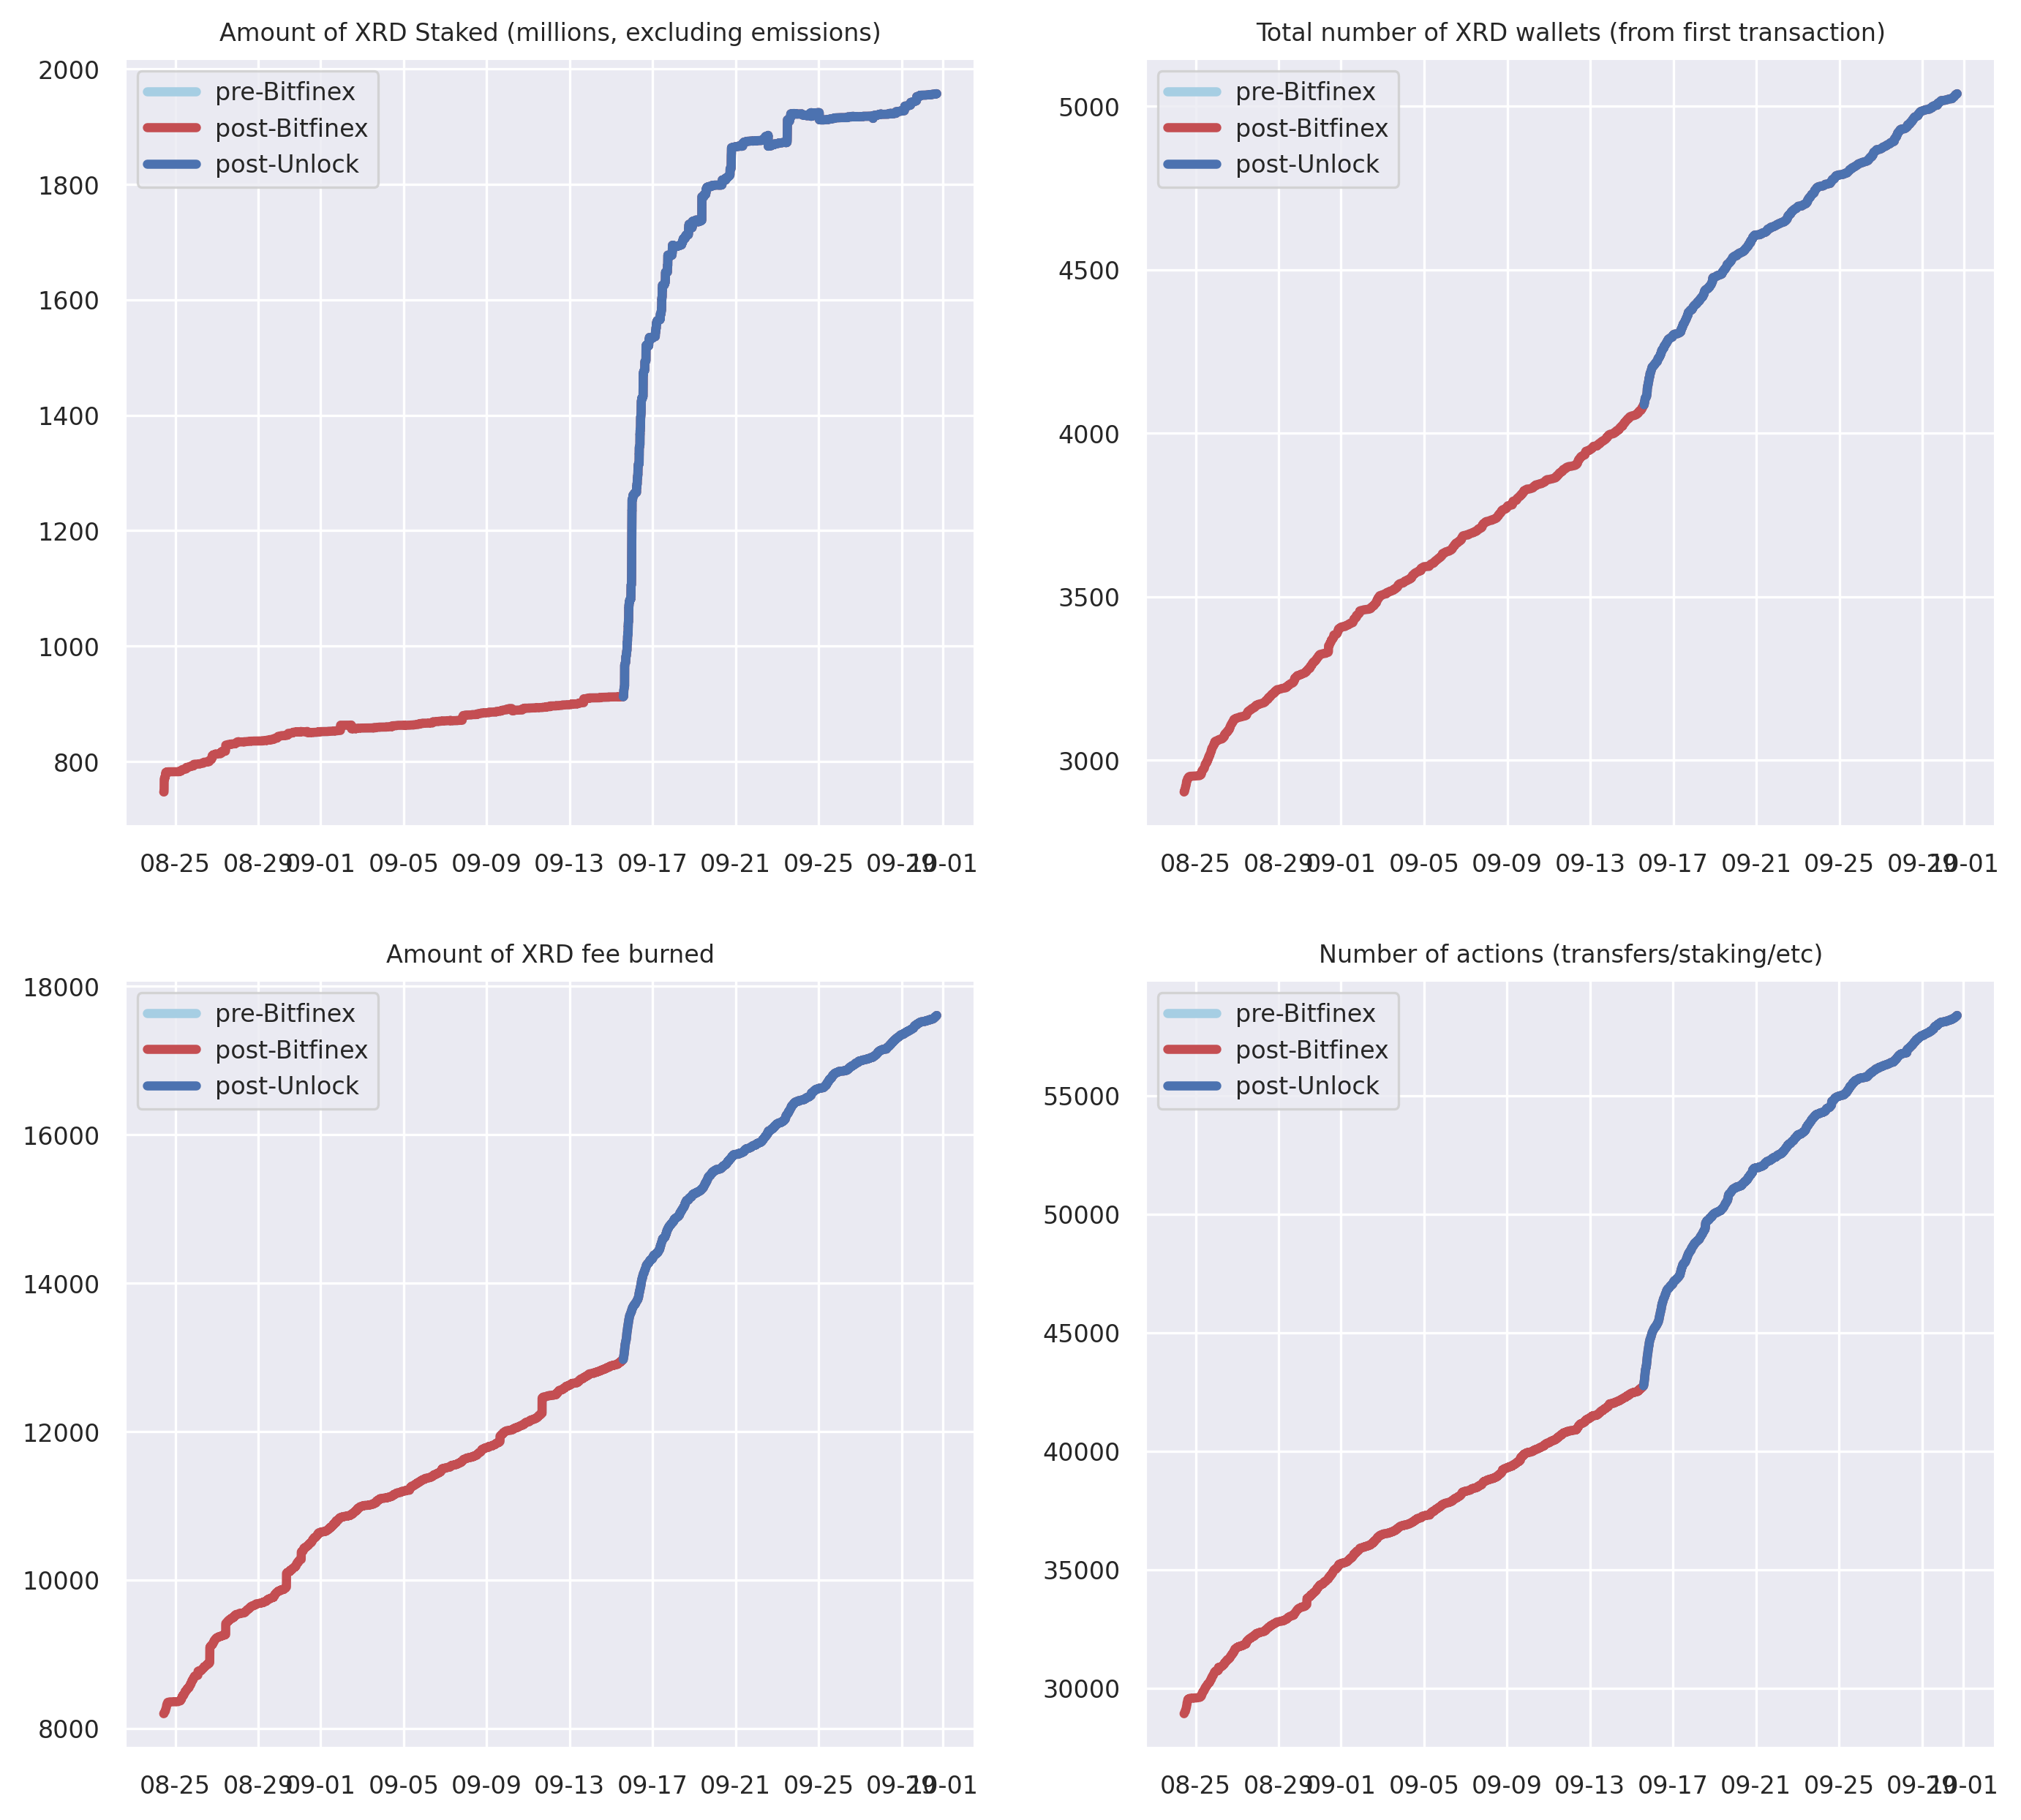 Amount of XRD Staked (millions, excluding emissions)
2000
1800
1600
1400
1200
1000
800
pre-Bitfinex
post-Bitfinex
post-Unlock
08-25 08-29 09-01 09-05 09-09 09-13 09-17 09-21 09-25 09-29 10-01
Total number of XRD wallets (from first transaction)
5000
4500
4000
3500
3000
pre-Bitfinex
post-Bitfinex
post-Unlock
08-25 08-29 09-01 09-05 09-09 09-13 09-17 09-21 09-25 09-29 10-01
Amount of XRD fee burned
18000
16000
14000
12000
10000
8000
pre-Bitfinex
post-Bitfinex
post-Unlock
08-25 08-29 09-01 09-05 09-09 09-13 09-17 09-21 09-25 09-29 10-01
Number of actions (transfers/staking/etc)
55000
50000
45000
40000
35000
30000
pre-Bitfinex
post-Bitfinex
post-Unlock
08-25 08-29 09-01 09-05 09-09 09-13 09-17 09-21 09-25 09-29 10-01